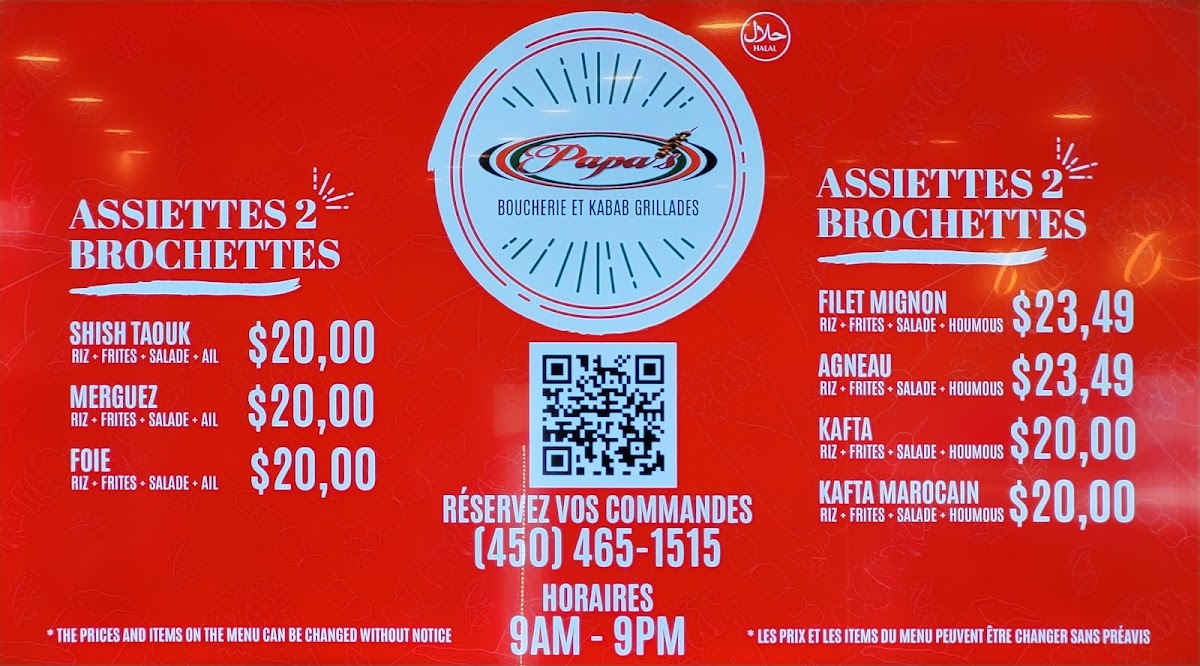 حلال
HALAL
Papa's
BOUCHERIE ET KABAB GRILLADES
ASSIETTES 2
BROCHETTES
SHISH TAOUK $20,00
RIZ + FRITES + SALADE + AIL
MERGUEZ $20,00
RIZ + FRITES + SALADE + AIL
FOIE $20,00
RIZ + FRITES + SALADE + AIL
ASSIETTES 2
BROCHETTES
FILET MIGNON $23,49
RIZ + FRITES + SALADE + HOUMOUS
AGNEAU $23,49
RIZ + FRITES + SALADE + HOUMOUS
KAFTA $20,00
RIZ + FRITES + SALADE + HOUMOUS
KAFTA MAROCAIN $20,00
RIZ + FRITES + SALADE + HOUMOUS
RÉSERVEZ VOS COMMANDES
(450) 465-1515
HORAIRES
9AM - 9PM
* THE PRICES AND ITEMS ON THE MENU CAN BE CHANGED WITHOUT NOTICE
* LES PRIX ET LES ITEMS DU MENU PEUVENT ÊTRE CHANGER SANS PRÉAVIS